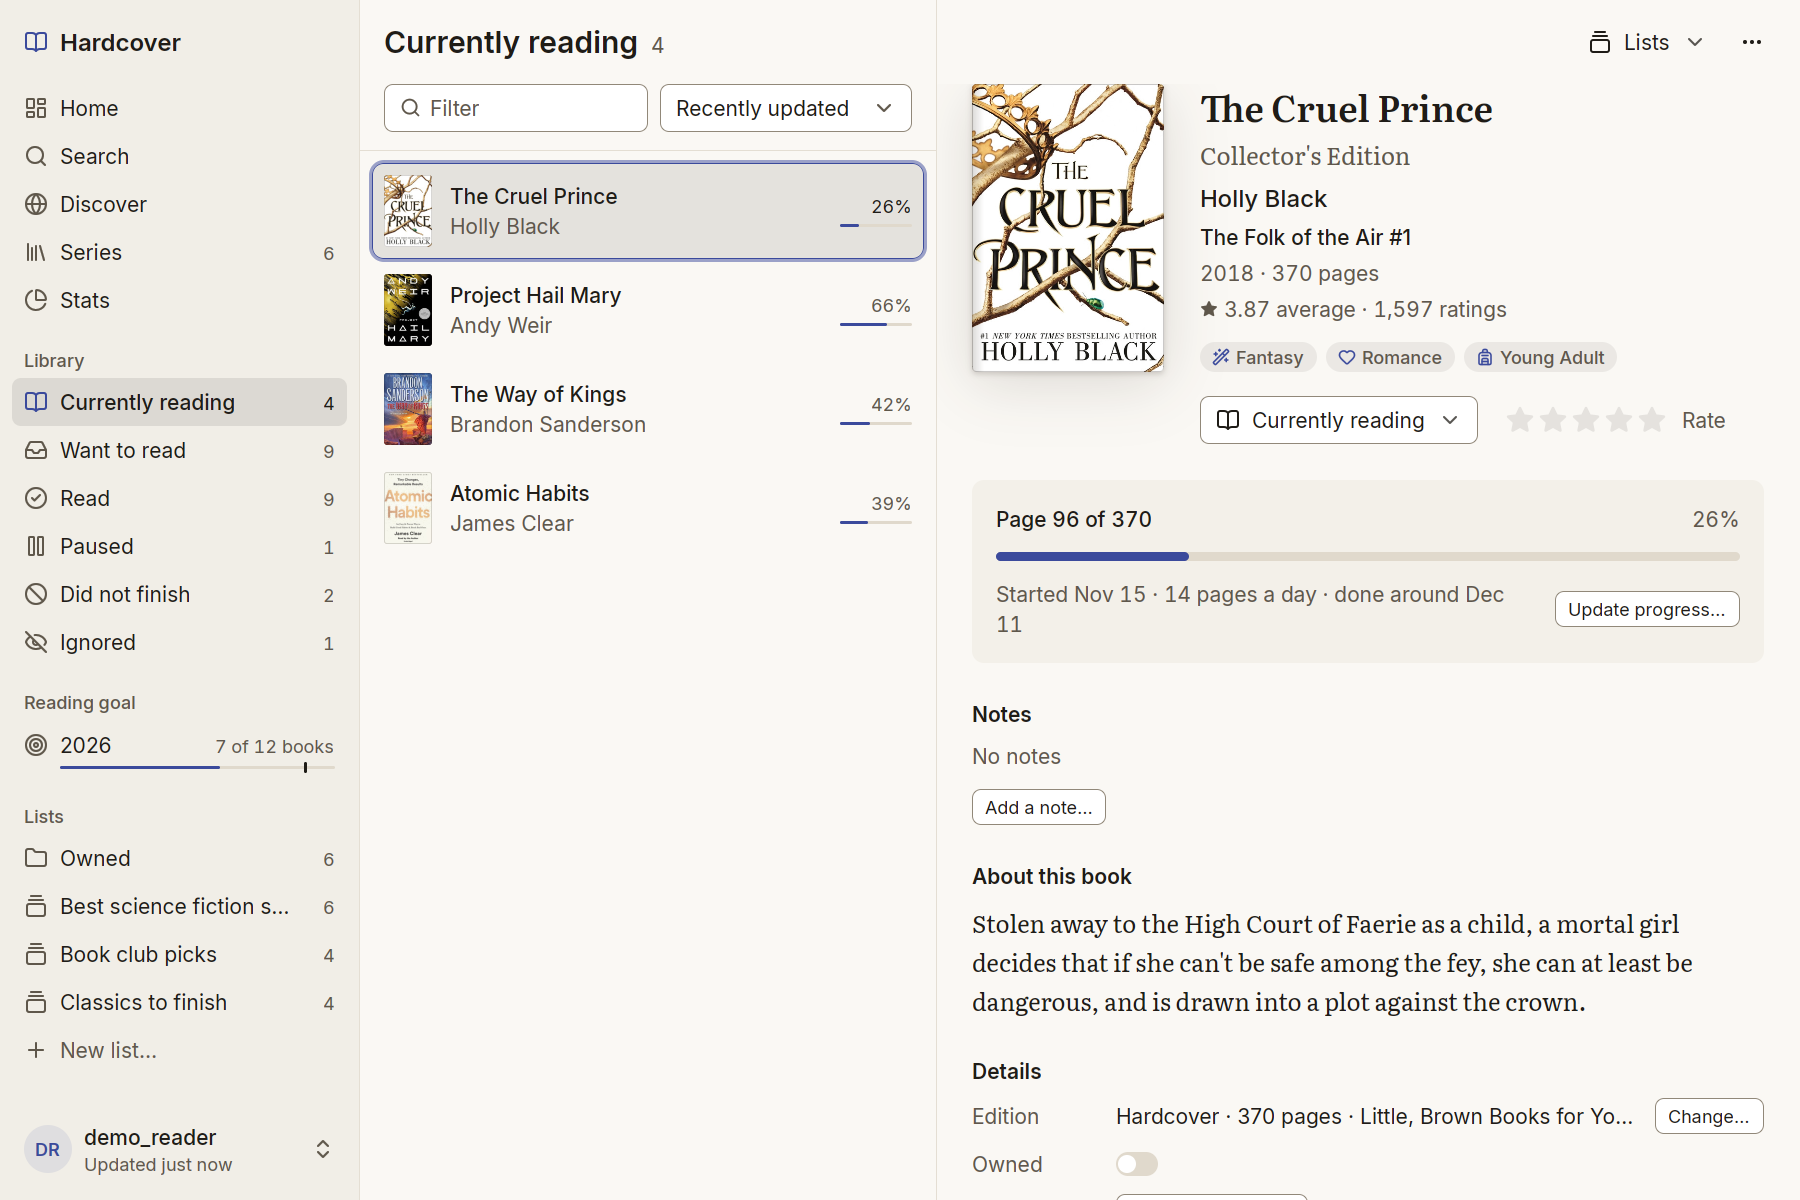 Hardcover
Home
Search
Discover
Series 6
Stats
Library
Currently reading 4
Want to read 9
Read 9
Paused 1
Did not finish 2
Ignored 1
Reading goal
2026 7 of 12 books
Lists
Owned 6
Best science fiction s... 6
Book club picks 4
Classics to finish 4
New list...
DR demo_reader
Updated just now
Currently reading 4
Filter
Recently updated
The Cruel Prince
Holly Black
26%
Project Hail Mary
Andy Weir
66%
The Way of Kings
Brandon Sanderson
42%
Atomic Habits
James Clear
39%
Lists
THE
CRUEL
PRINCE
#1 NEW YORK TIMES BESTSELLING AUTHOR
HOLLY BLACK
The Cruel Prince
Collector's Edition
Holly Black
The Folk of the Air #1
2018 · 370 pages
3.87 average · 1,597 ratings
Fantasy
Romance
Young Adult
Currently reading
Rate
Page 96 of 370 26%
Started Nov 15 · 14 pages a day · done around Dec
11
Update progress...
Notes
No notes
Add a note...
About this book
Stolen away to the High Court of Faerie as a child, a mortal girl
decides that if she can't be safe among the fey, she can at least be
dangerous, and is drawn into a plot against the crown.
Details
Edition Hardcover · 370 pages · Little, Brown Books for Yo... Change...
Owned